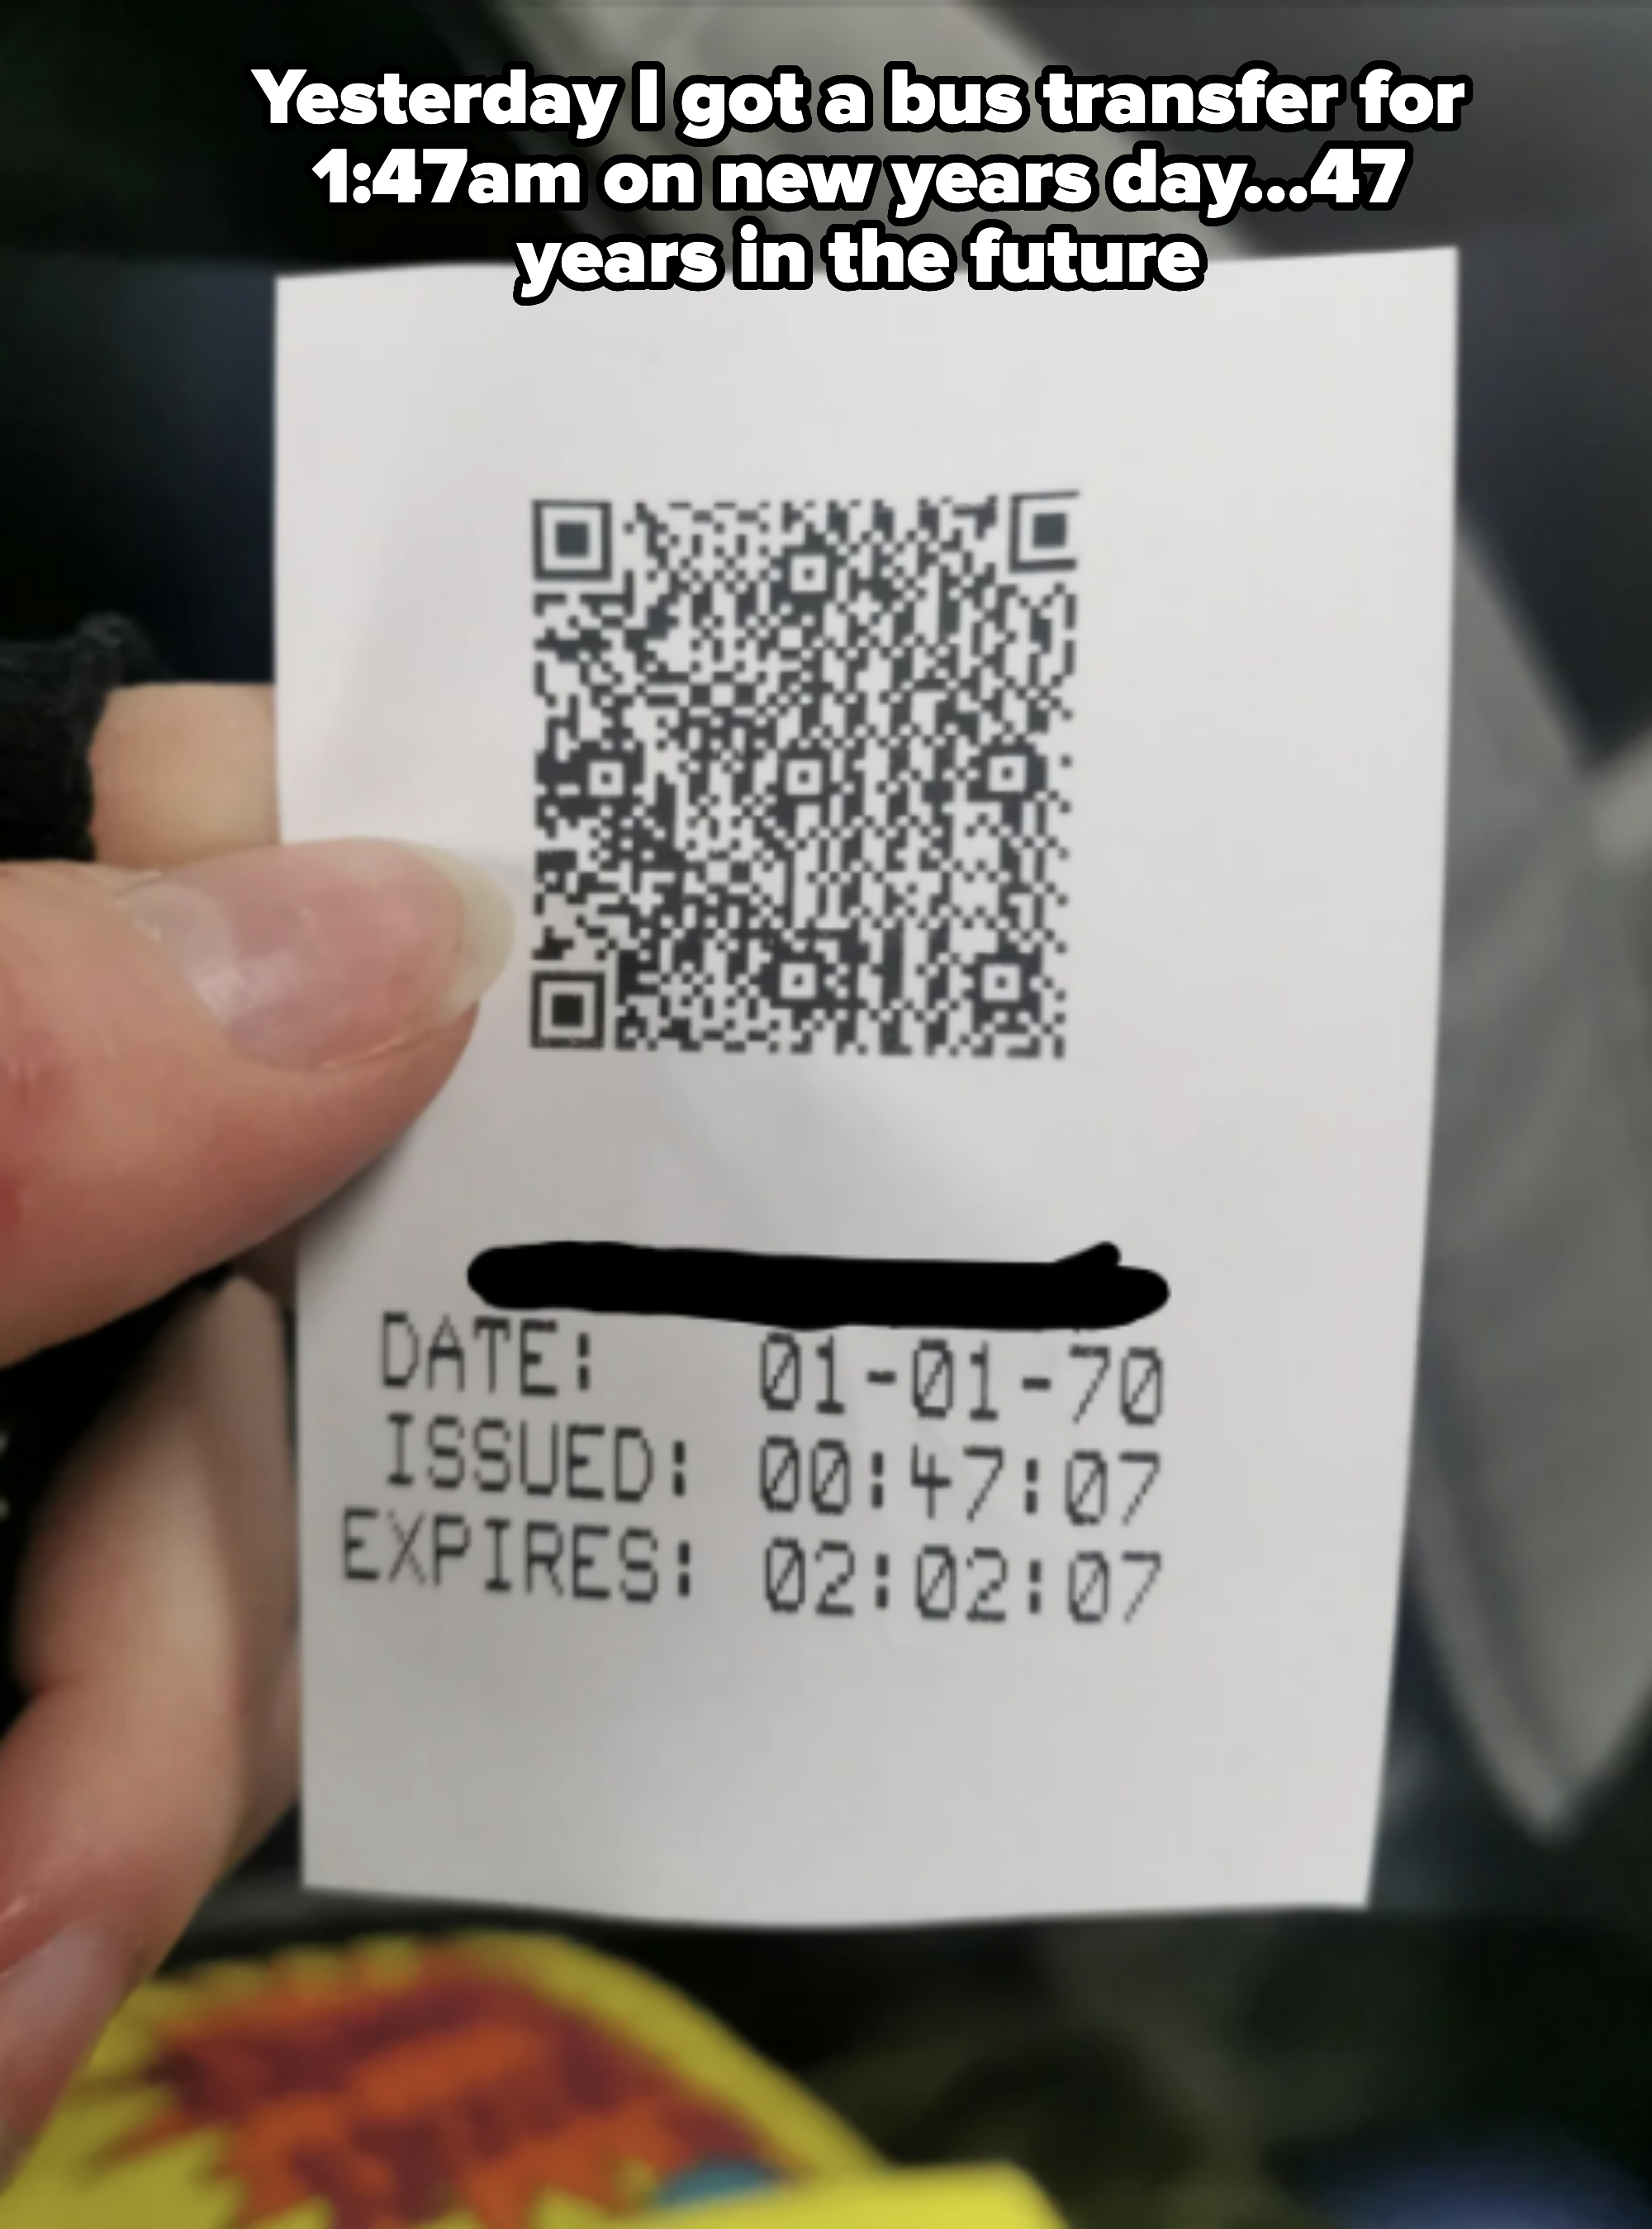 Yesterday I got a bus transfer for
1:47am on new years day...47
years in the future
DATE: 01-01-70
ISSUED: 00:47:07
EXPIRES: 02:02:07